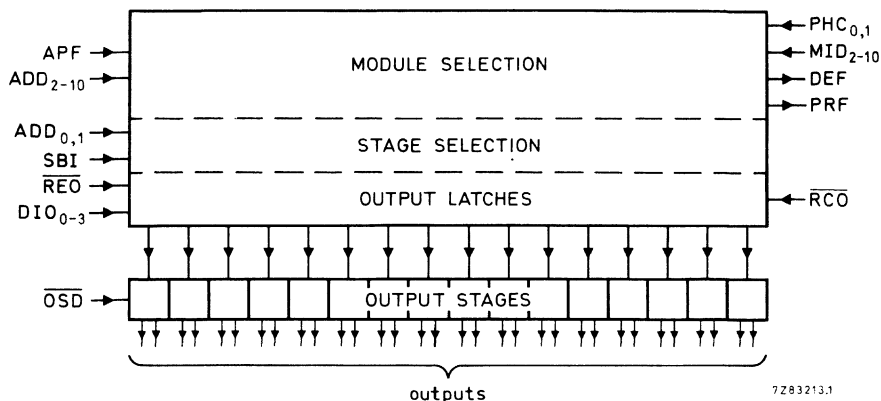 APF
ADD2-10
ADD0,1
SBI
REO
DIO0-3
OSD
MODULE SELECTION
STAGE SELECTION
OUTPUT LATCHES
OUTPUT STAGES
PHC0,1
MID2-10
DEF
PRF
RCO
outputs
7Z83213.1